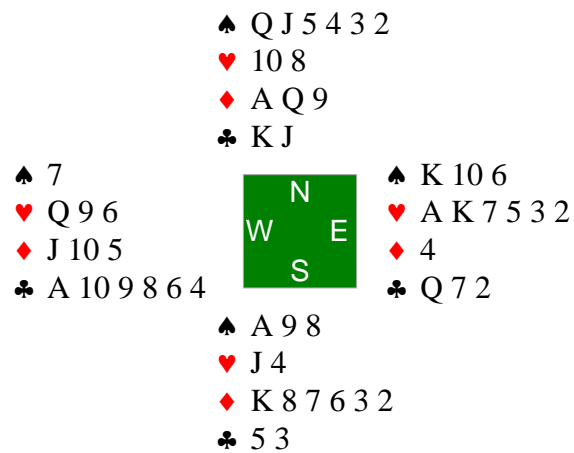 ♠ Q J 5 4 3 2
♥ 10 8
♦ A Q 9
♣ K J
♠ 7
♥ Q 9 6
♦ J 10 5
♣ A 10 9 8 6 4
N
W E
S
♠ K 10 6
♥ A K 7 5 3 2
♦ 4
♣ Q 7 2
♠ A 9 8
♥ J 4
♦ K 8 7 6 3 2
♣ 5 3